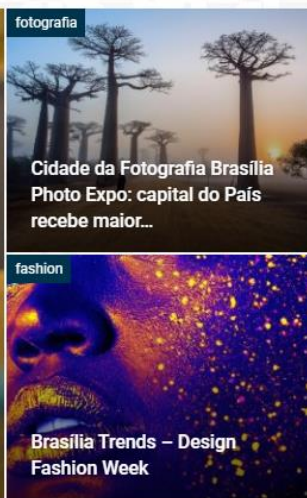 fotografia
Cidade da Fotografia Brasília
Photo Expo: capital do País
recebe maior...
fashion
Brasília Trends – Design
Fashion Week